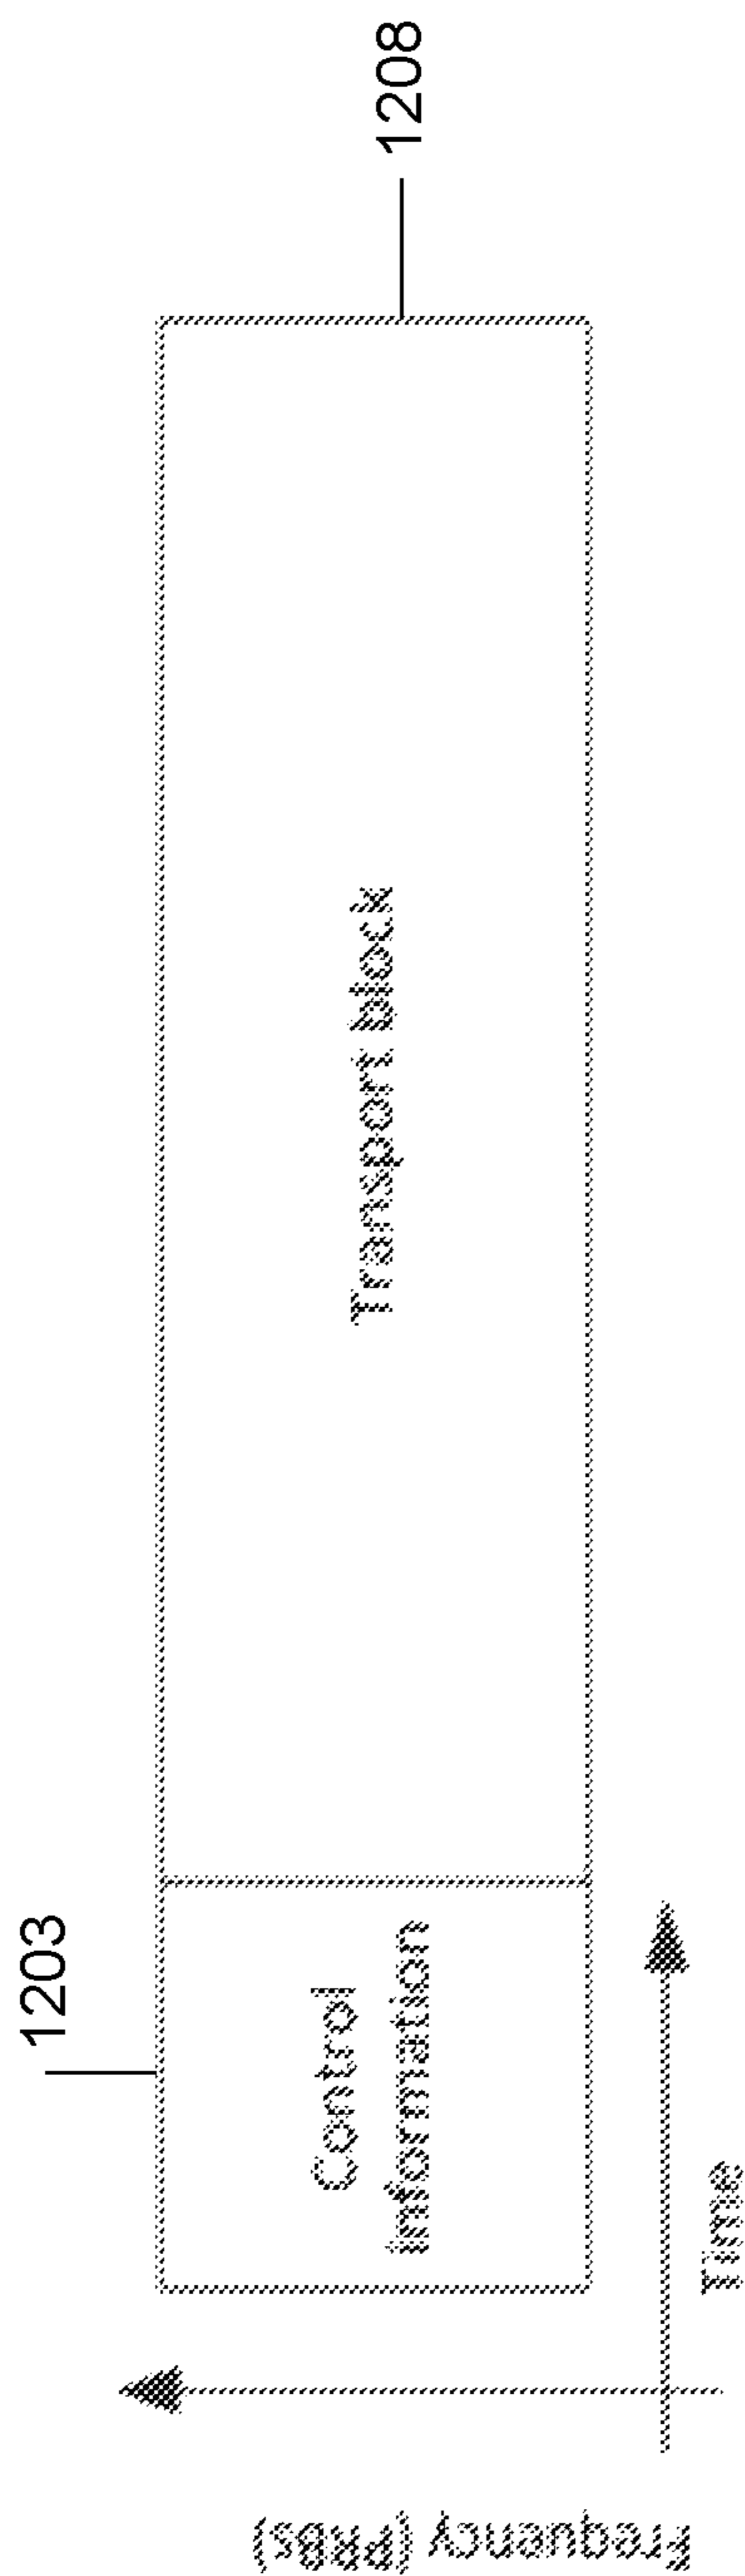 1203
1208
Control
information
Transport block
Frequency (PRBs)
Time